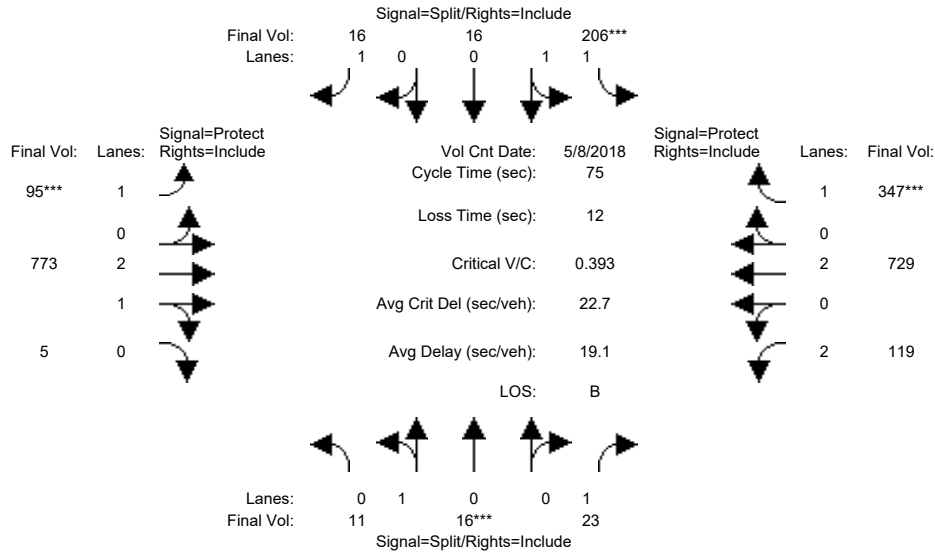 Signal=Split/Rights=Include
Final Vol: 16 16 206***
Lanes: 1 0 0 1 1
Signal=Protect
Final Vol: Lanes: Rights=Include
Vol Cnt Date: 5/8/2018
Signal=Protect
Rights=Include Lanes: Final Vol:
Cycle Time (sec): 75
95*** 1
1 347***
Loss Time (sec): 12
0
0
773 2
Critical V/C: 0.393
2 729
1
Avg Crit Del (sec/veh): 22.7
0
5 0
Avg Delay (sec/veh): 19.1
2 119
LOS: B
Lanes: 0 1 0 0 1
Final Vol: 11 16*** 23
Signal=Split/Rights=Include